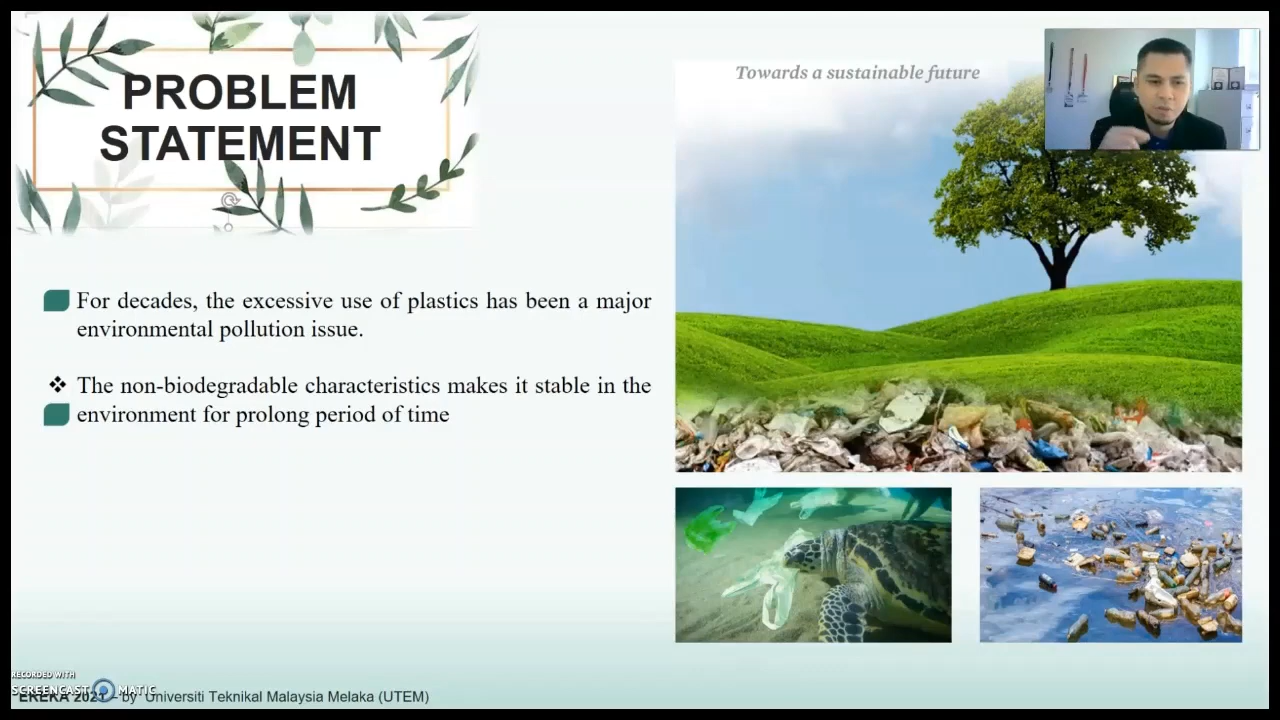 PROBLEM
STATEMENT
Towards a sustainable future
For decades, the excessive use of plastics has been a major
environmental pollution issue.
❖ The non-biodegradable characteristics makes it stable in the
environment for prolong period of time
RECORDED WITH
SCREENCAST MATIC
EREKA 2021 – by Universiti Teknikal Malaysia Melaka (UTEM)